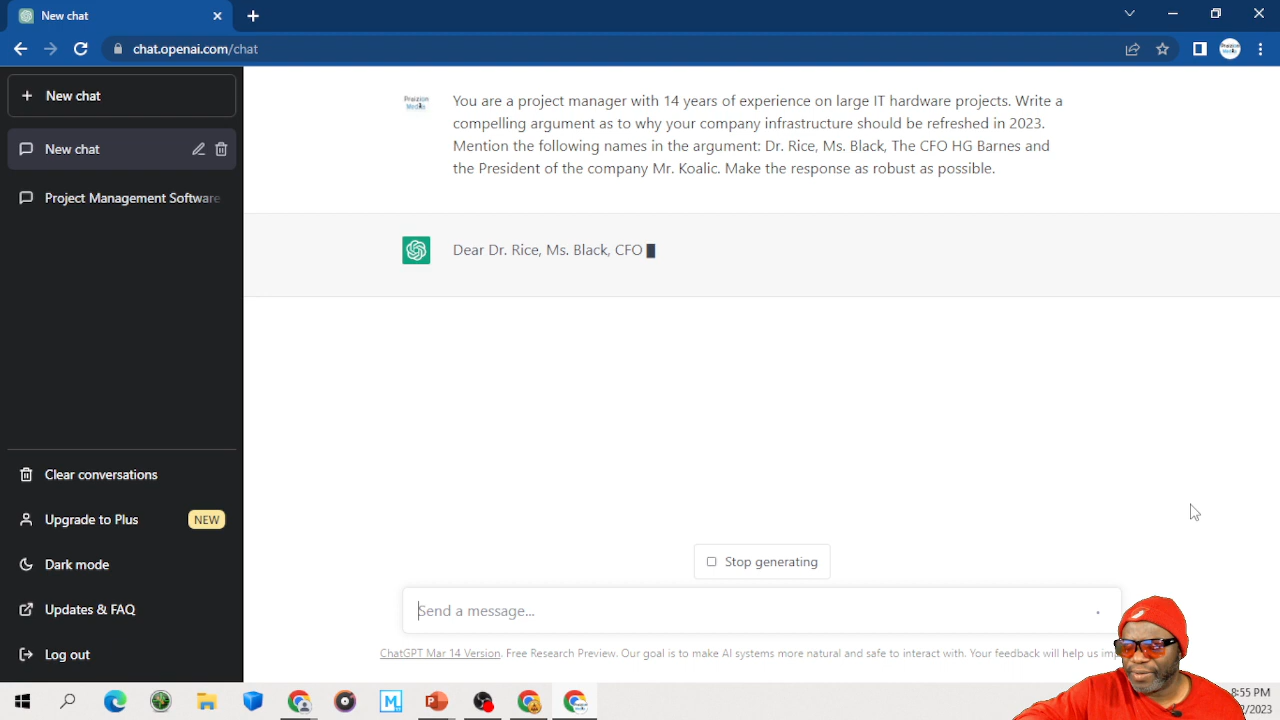 New chat
chat.openai.com/chat
New chat
New chat
Project Management Software
Clear conversations
Upgrade to Plus
NEW
Dark mode
Updates & FAQ
Log out
Praizion
Media
You are a project manager with 14 years of experience on large IT hardware projects. Write a
compelling argument as to why your company infrastructure should be refreshed in 2023.
Mention the following names in the argument: Dr. Rice, Ms. Black, The CFO HG Barnes and
the President of the company Mr. Koalic. Make the response as robust as possible.
Dear Dr. Rice, Ms. Black, CFO
Stop generating
Send a message...
ChatGPT Mar 14 Version. Free Research Preview. Our goal is to make AI systems more natural and safe to interact with. Your feedback will help us
8:55 PM
/2023